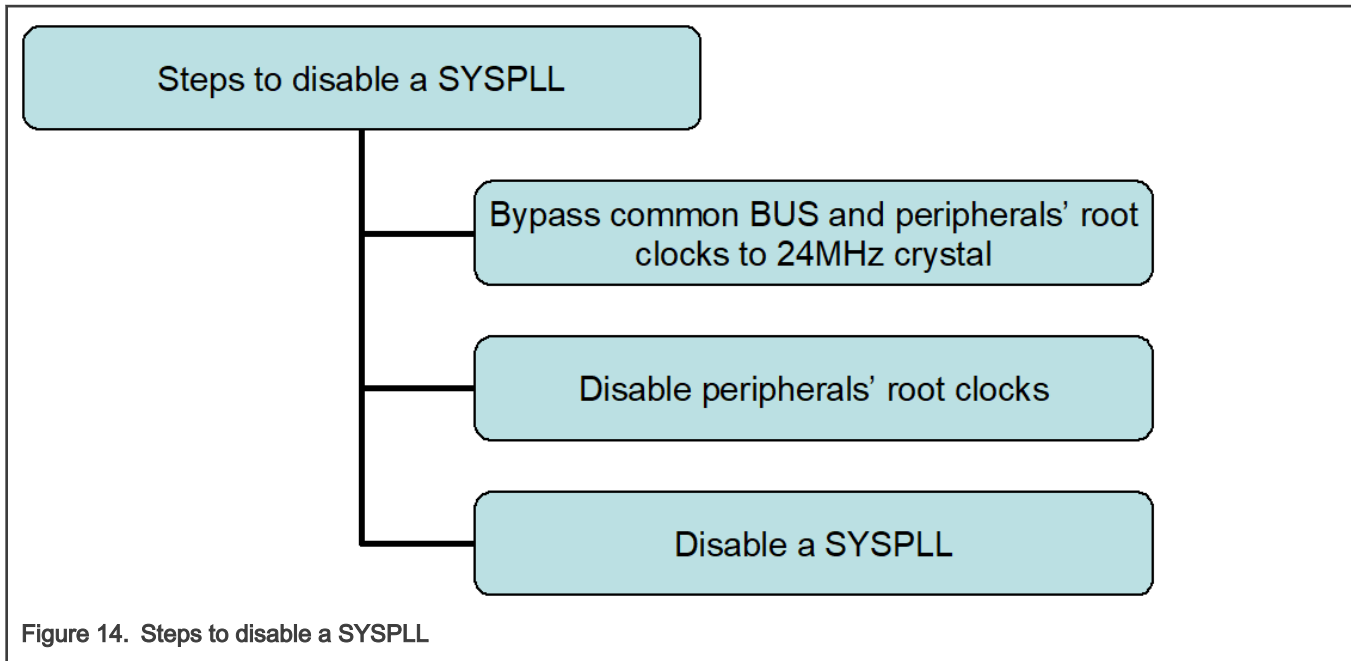 Steps to disable a SYSPLL
Bypass common BUS and peripherals’ root
clocks to 24MHz crystal
Disable peripherals’ root clocks
Disable a SYSPLL
Figure 14. Steps to disable a SYSPLL